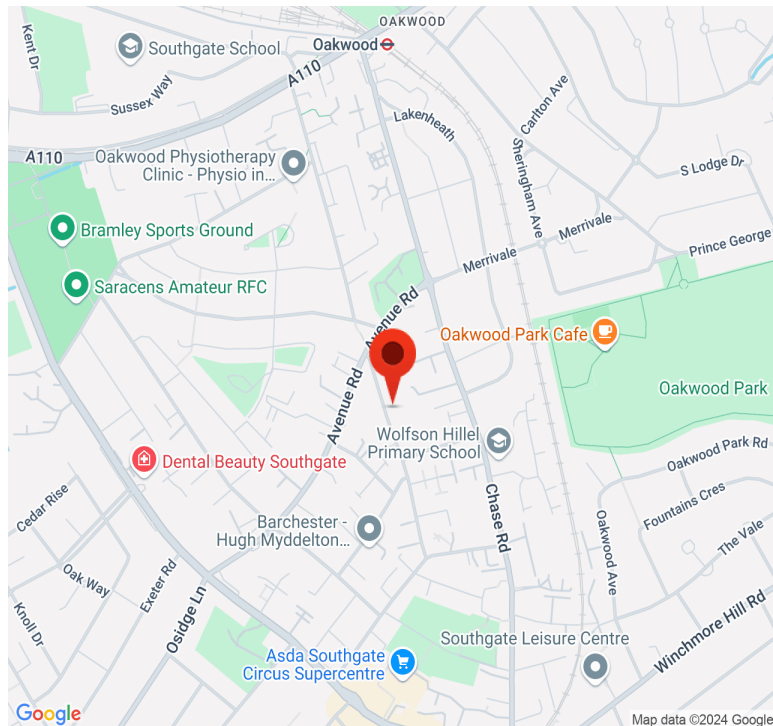 OAKWOOD
Kent Dr
Southgate School
Oakwood
A110
Sussex Way
Carlton Ave
Lakenheath
A110
Oakwood Physiotherapy
Clinic - Physio in...
Sheringham Ave
S Lodge Dr
Bramley Sports Ground
Merrivale
Merrivale
Prince George
Saracens Amateur RFC
Avenue Rd
Oakwood Park Cafe
Avenue Rd
Oakwood Park
Wolfson Hillel
Primary School
Oakwood Park Rd
Dental Beauty Southgate
Cedar Rise
Chase Rd
Fountains Cres
Barchester -
Hugh Myddelton...
Oakwood Ave
The Vale
Oak Way
Exeter Rd
Knoll Dr
Osidge Ln
Winchmore Hill Rd
Southgate Leisure Centre
Asda Southgate
Circus Supercentre
Google
Map data ©2024 Google